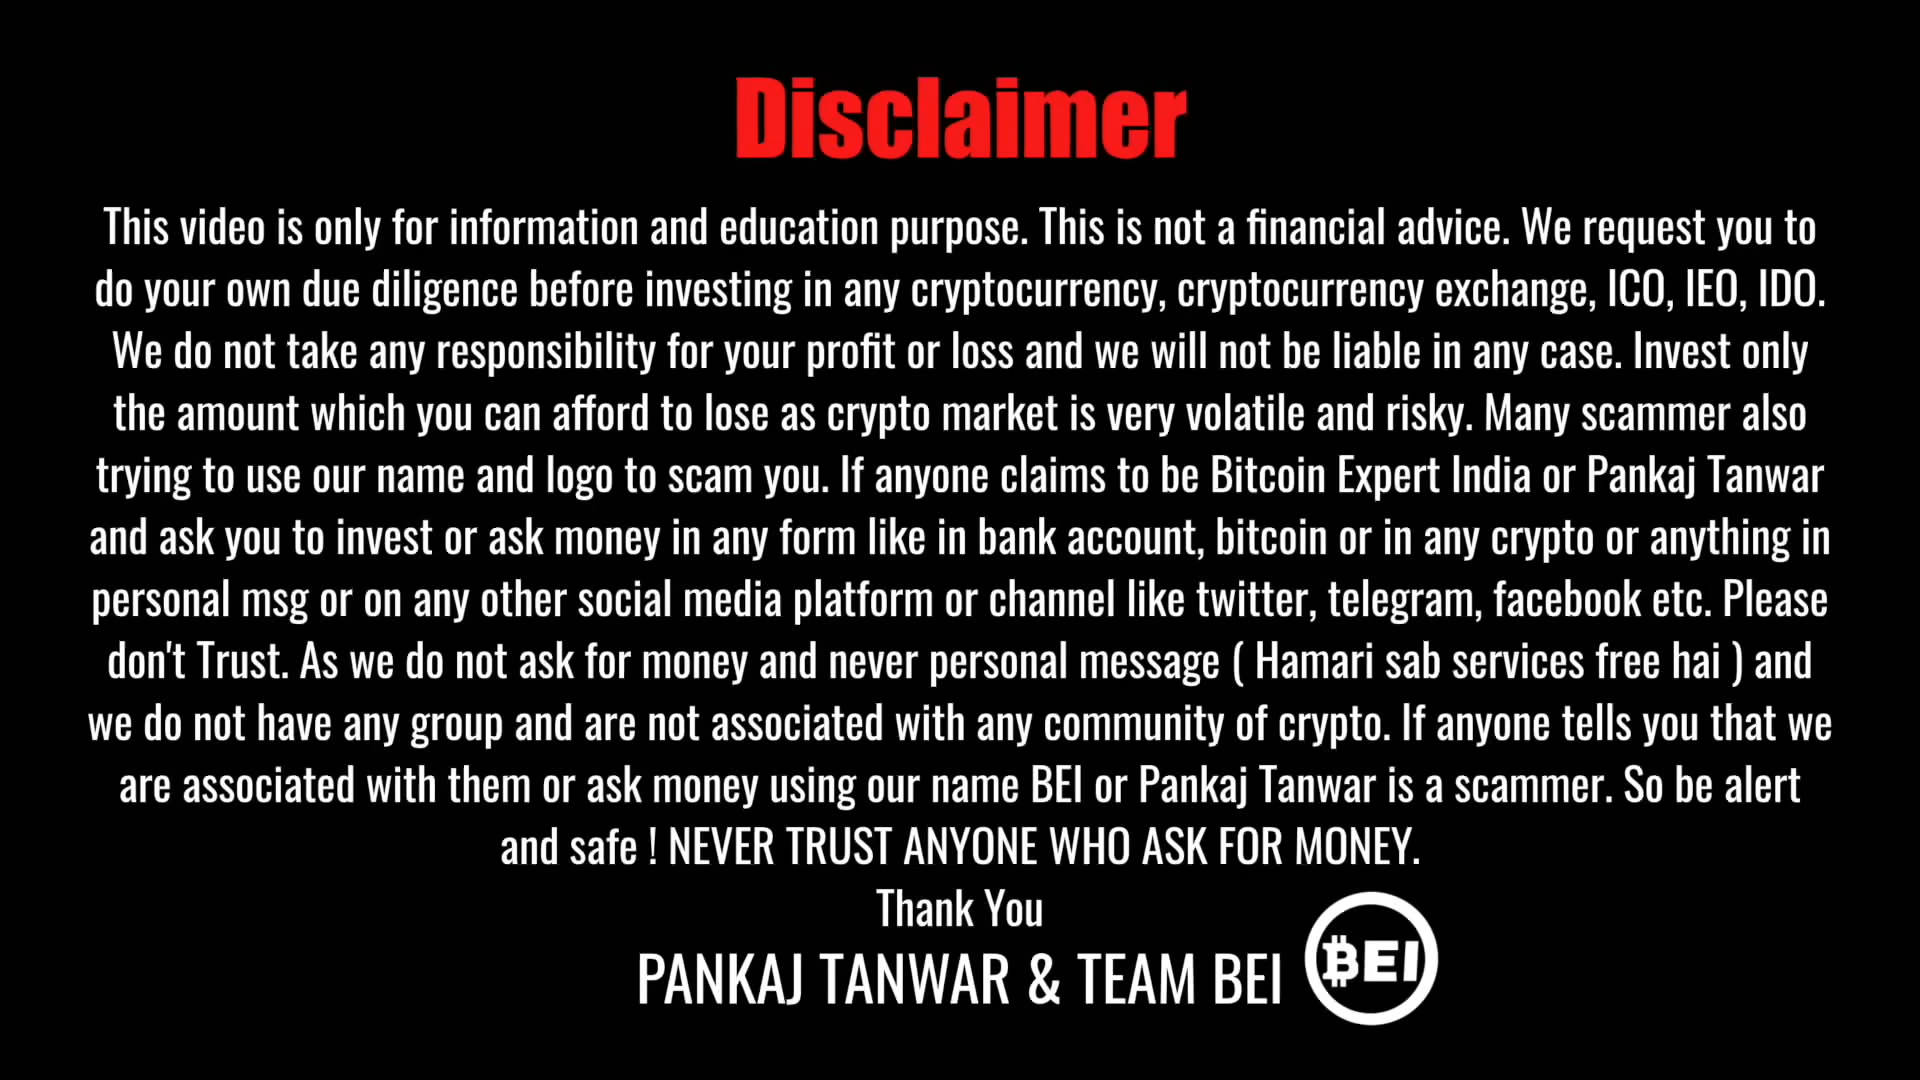 Disclaimer
This video is only for information and education purpose. This is not a financial advice. We request you to
do your own due diligence before investing in any cryptocurrency, cryptocurrency exchange, ICO, IEO, IDO.
We do not take any responsibility for your profit or loss and we will not be liable in any case. Invest only
the amount which you can afford to lose as crypto market is very volatile and risky. Many scammer also
trying to use our name and logo to scam you. If anyone claims to be Bitcoin Expert India or Pankaj Tanwar
and ask you to invest or ask money in any form like in bank account, bitcoin or in any crypto or anything in
personal msg or on any other social media platform or channel like twitter, telegram, facebook etc. Please
don't Trust. As we do not ask for money and never personal message ( Hamari sab services free hai ) and
we do not have any group and are not associated with any community of crypto. If anyone tells you that we
are associated with them or ask money using our name BEI or Pankaj Tanwar is a scammer. So be alert
and safe ! NEVER TRUST ANYONE WHO ASK FOR MONEY.
Thank You
PANKAJ TANWAR & TEAM BEI
BEI